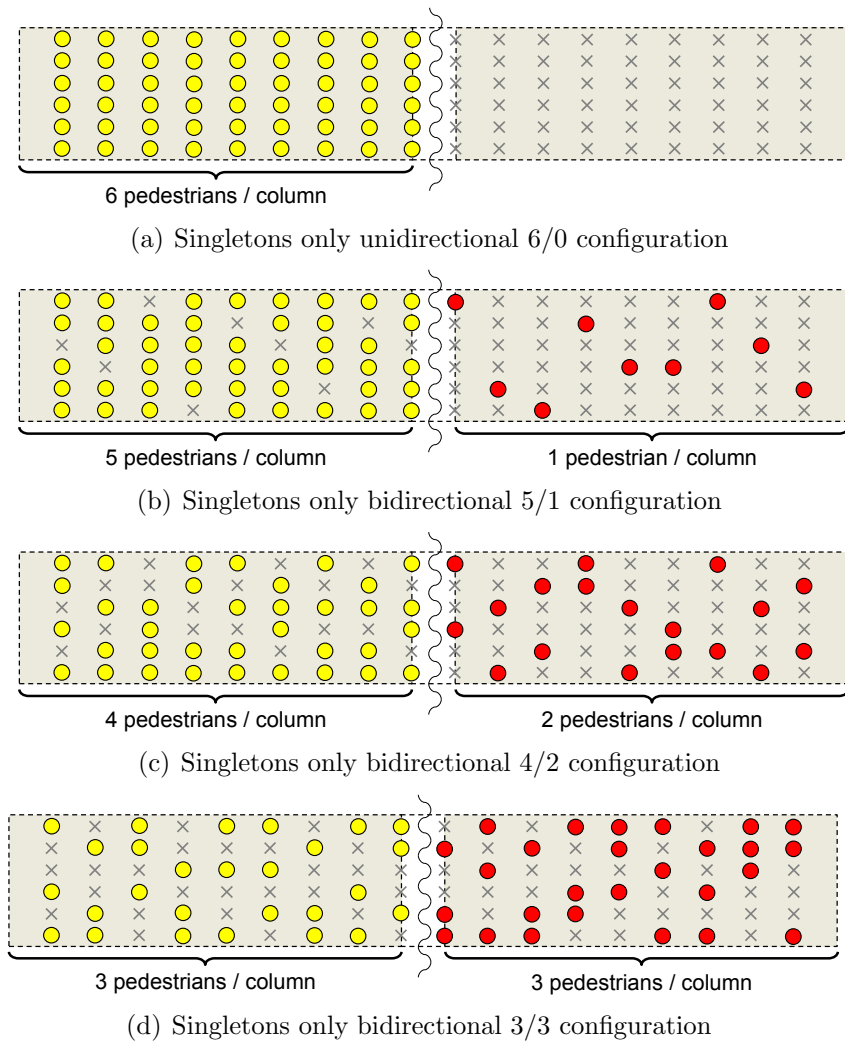 6 pedestrians / column
(a) Singletons only unidirectional 6/0 configuration
5 pedestrians / column 1 pedestrian / column
(b) Singletons only bidirectional 5/1 configuration
4 pedestrians / column 2 pedestrians / column
(c) Singletons only bidirectional 4/2 configuration
3 pedestrians / column 3 pedestrians / column
(d) Singletons only bidirectional 3/3 configuration